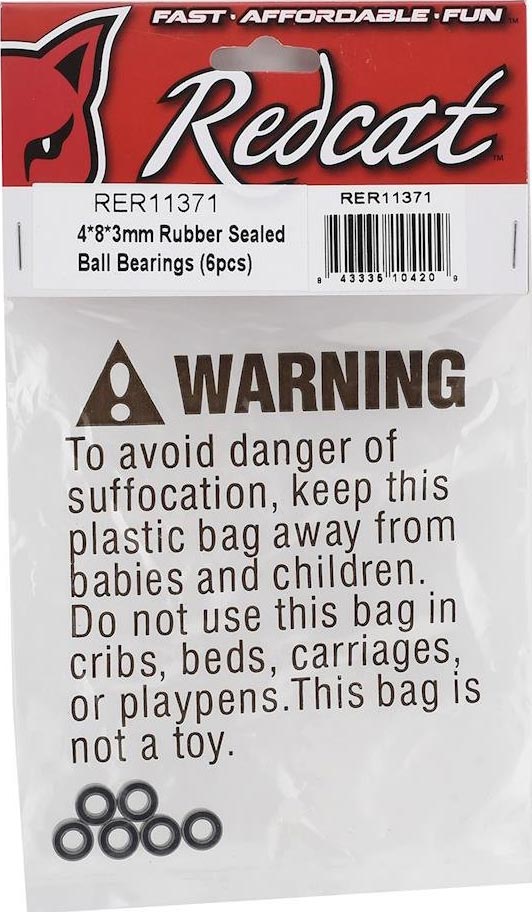 FAST · AFFORDABLE · FUN ™
Redcat™
RER11371
4*8*3mm Rubber Sealed
Ball Bearings (6pcs)
RER11371
8 43336 10420 9
WARNING
To avoid danger of
suffocation, keep this
plastic bag away from
babies and children.
Do not use this bag in
cribs, beds, carriages,
or playpens.This bag is
not a toy.